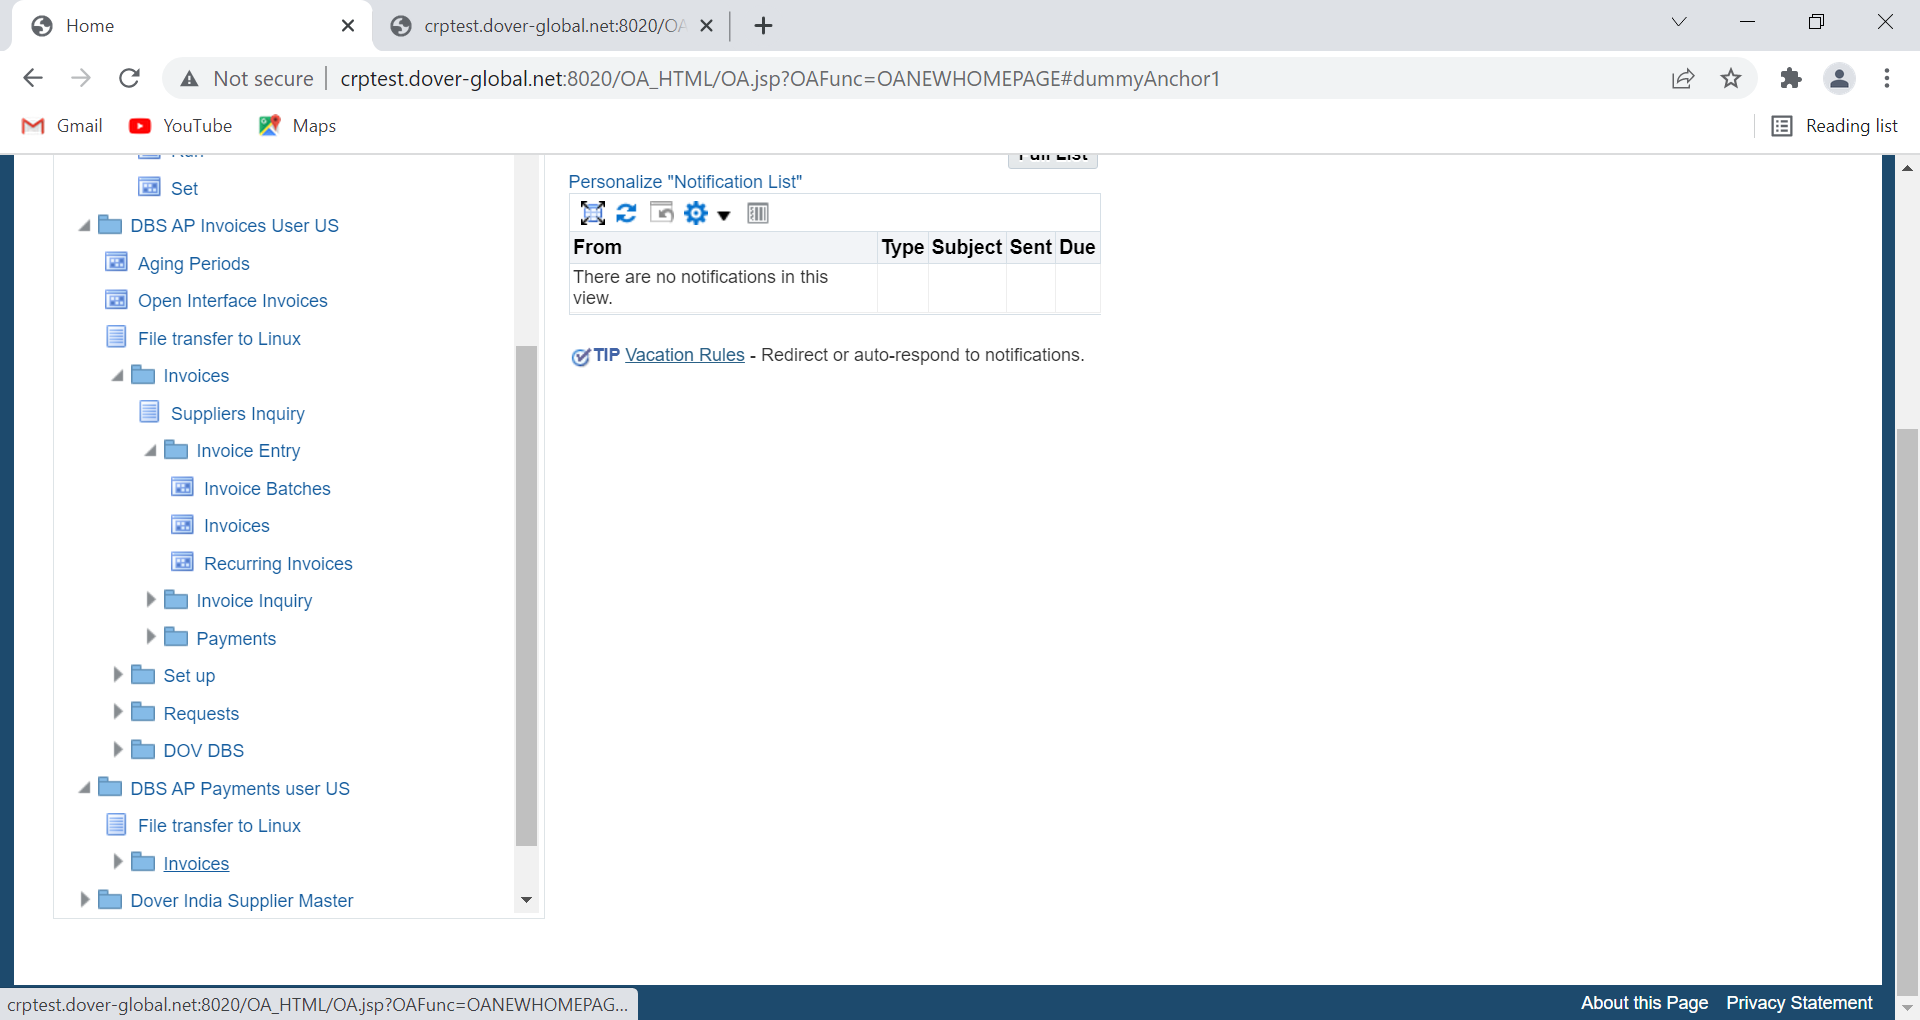 Home
crptest.dover-global.net:8020/OA
Not secure
crptest.dover-global.net:8020/OA_HTML/OA.jsp?OAFunc=OANEWHOMEPAGE#dummyAnchor1
Gmail
YouTube
Maps
Reading list
Run
Set
DBS AP Invoices User US
Aging Periods
Open Interface Invoices
File transfer to Linux
Invoices
Suppliers Inquiry
Invoice Entry
Invoice Batches
Invoices
Recurring Invoices
Invoice Inquiry
Payments
Set up
Requests
DOV DBS
DBS AP Payments user US
File transfer to Linux
Invoices
Dover India Supplier Master
Full List
Personalize "Notification List"
From Type Subject Sent Due
There are no notifications in this
view.
TIP Vacation Rules - Redirect or auto-respond to notifications.
crptest.dover-global.net:8020/OA_HTML/OA.jsp?OAFunc=OANEWHOMEPAG...
About this Page Privacy Statement